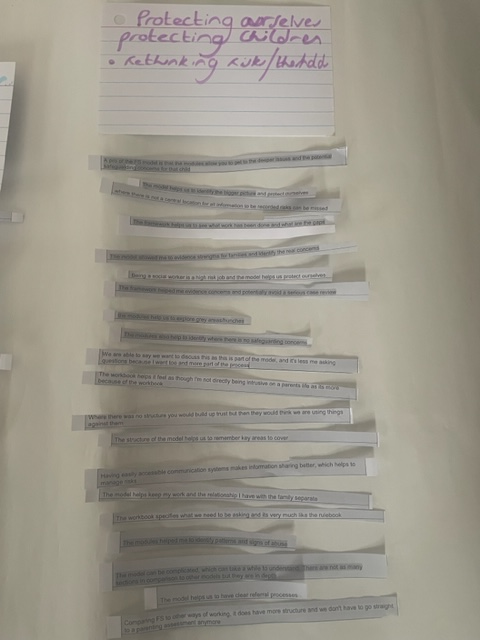 Protecting ourselves
protecting children
• Rethinking risk/
A pro of the FS model is that the modules allow you to get to the deeper issues and the potential
safeguarding concerns for that child
This model helps us to identify the bigger picture and protect ourselves
where there is not a central location for all information to be recorded risks can be missed
This framework helps us to see what work has been done and what are the gaps
The model allowed me to evidence strengths for families and identify the real concerns
Being a social worker is a high risk job and the model helps us protect ourselves
The framework helped me evidence concerns and potentially avoid a serious case review
the modules help us to explore grey areas/hunches
The modules also help to identify where there is no safeguarding concerns
We are able to say we want to discuss this as this is part of the model, and it's less me asking
questions because I want too and more part of the process
The workbook helps it feel as though I'm not directly being intrusive on a parents life as its more
because of the workbook
Where there was no structure you would build up trust but then they would think we are using things
against them
The structure of the model helps us to remember key areas to cover
Having easily accessible communication systems makes information sharing better, which helps to
manage risks
The model helps keep my work and the relationship I have with the family separate
The workbook specifies what we need to be asking and its very much like the rulebook
The modules helped me to identify patterns and signs of abuse
The model can be complicated, which can take a while to understand. There are not as many
sections in comparison to other models but they are in depth
The model helps us to have clear referral processes
Comparing FS to other ways of working, it does have more structure and we don't have to go straight
to a parenting assessment anymore